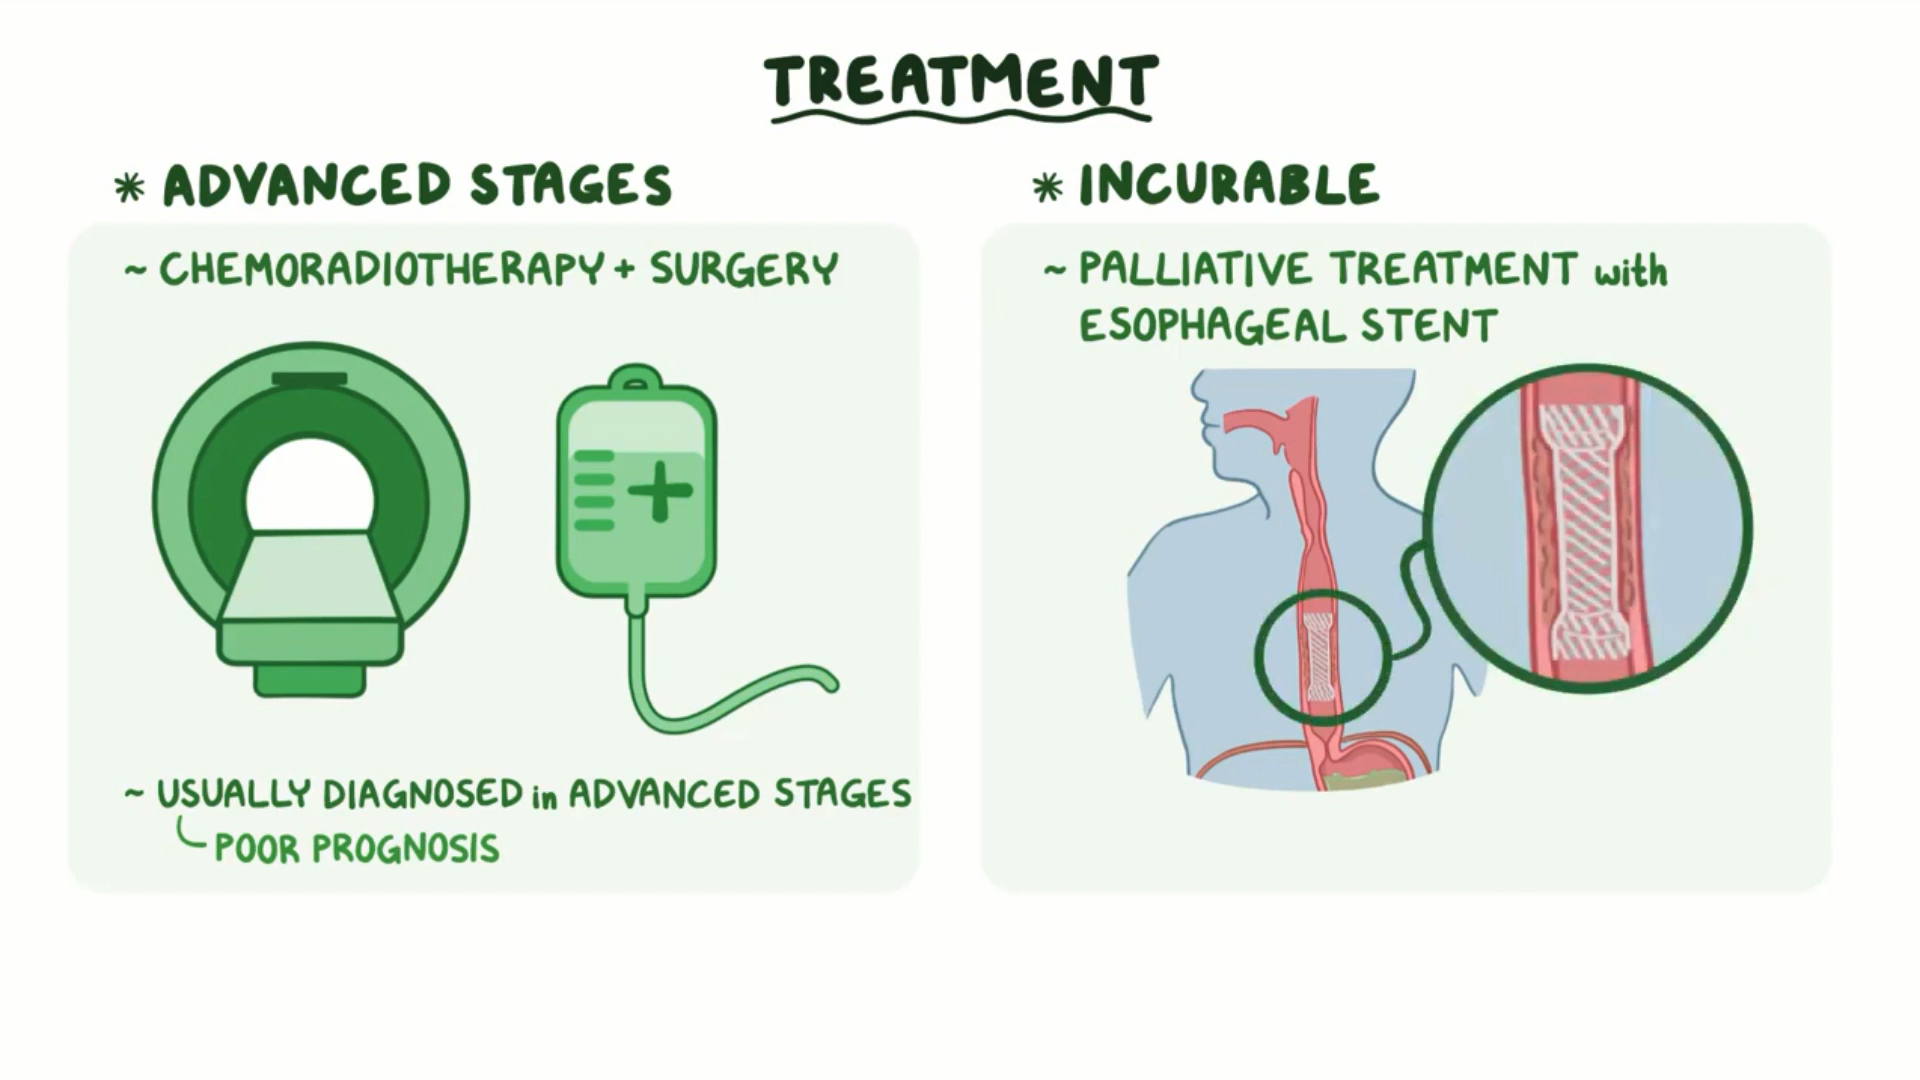 TREATMENT
* ADVANCED STAGES
~ CHEMORADIOTHERAPY + SURGERY
~ USUALLY DIAGNOSED in ADVANCED STAGES
POOR PROGNOSIS
* INCURABLE
~ PALLIATIVE TREATMENT with
ESOPHAGEAL STENT